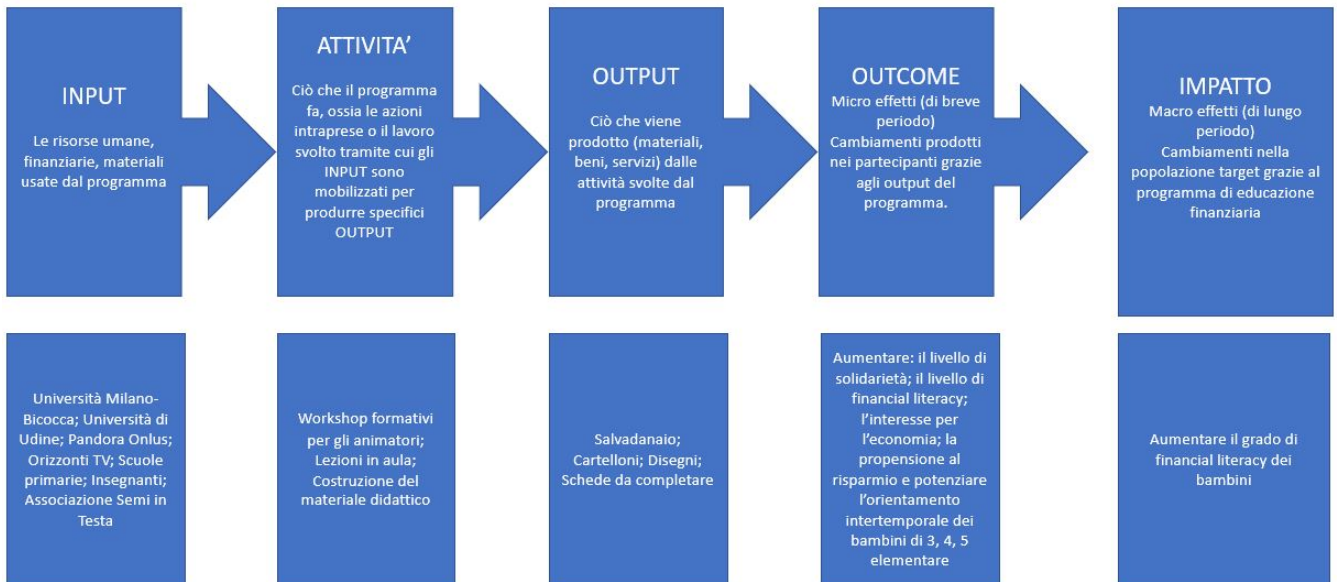 INPUT
Le risorse umane,
finanziarie, materiali
usate dal programma
ATTIVITA’
Ciò che il programma
fa, ossia le azioni
intraprese o il lavoro
svolto tramite cui gli
INPUT sono
mobilizzati per
produrre specifici
OUTPUT
OUTPUT
Ciò che viene
prodotto (materiali,
beni, servizi) dalle
attività svolte dal
programma
OUTCOME
Micro effetti (di breve
periodo)
Cambiamenti prodotti
nei partecipanti grazie
agli output del
programma.
IMPATTO
Macro effetti (di lungo
periodo)
Cambiamenti nella
popolazione target grazie al
programma di educazione
finanziaria
Università Milano-
Bicocca; Università di
Udine; Pandora Onlus;
Orizzonti TV; Scuole
primarie; Insegnanti;
Associazione Semi in
Testa
Workshop formativi
per gli animatori;
Lezioni in aula;
Costruzione del
materiale didattico
Salvadanaio;
Cartelloni; Disegni;
Schede da completare
Aumentare: il livello di
solidarietà; il livello di
financial literacy;
l’interesse per
l’economia; la
propensione al
risparmio e potenziare
l’orientamento
intertemporale dei
bambini di 3, 4, 5
elementare
Aumentare il grado di
financial literacy dei
bambini